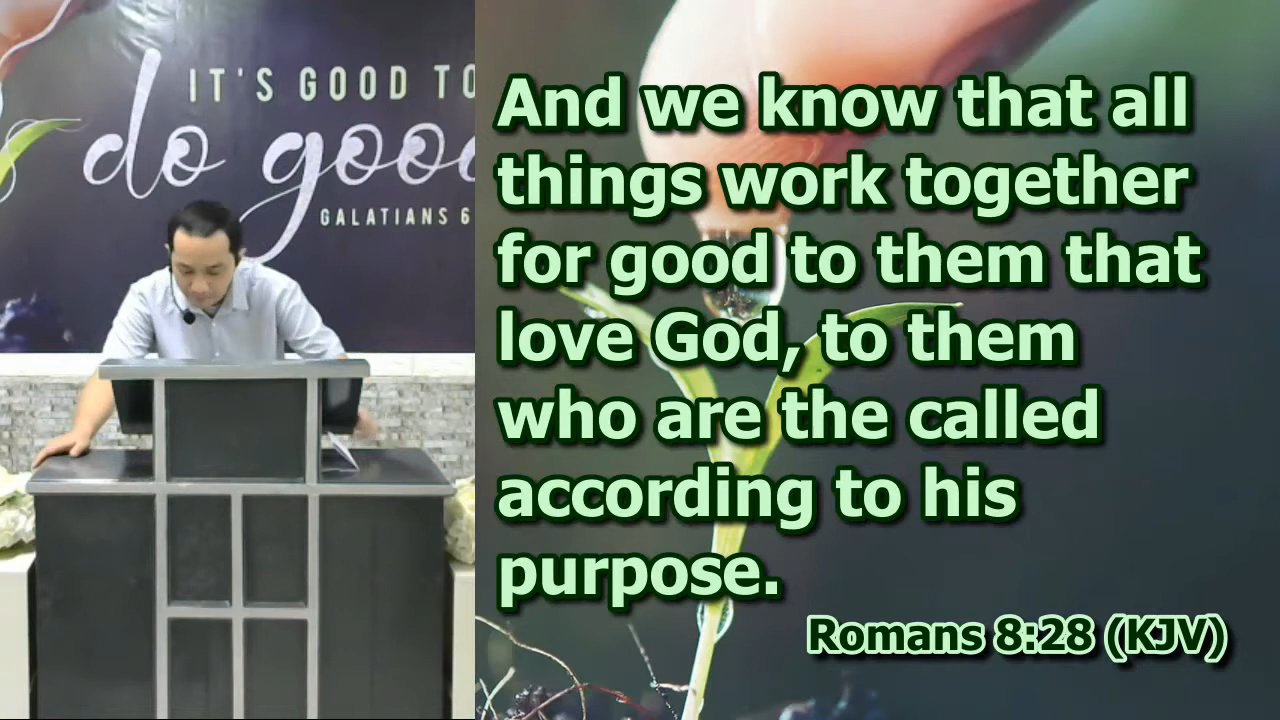 IT'S GOOD TO
do good
GALATIANS 6
And we know that all
things work together
for good to them that
love God, to them
who are the called
according to his
purpose.
Romans 8:28 (KJV)